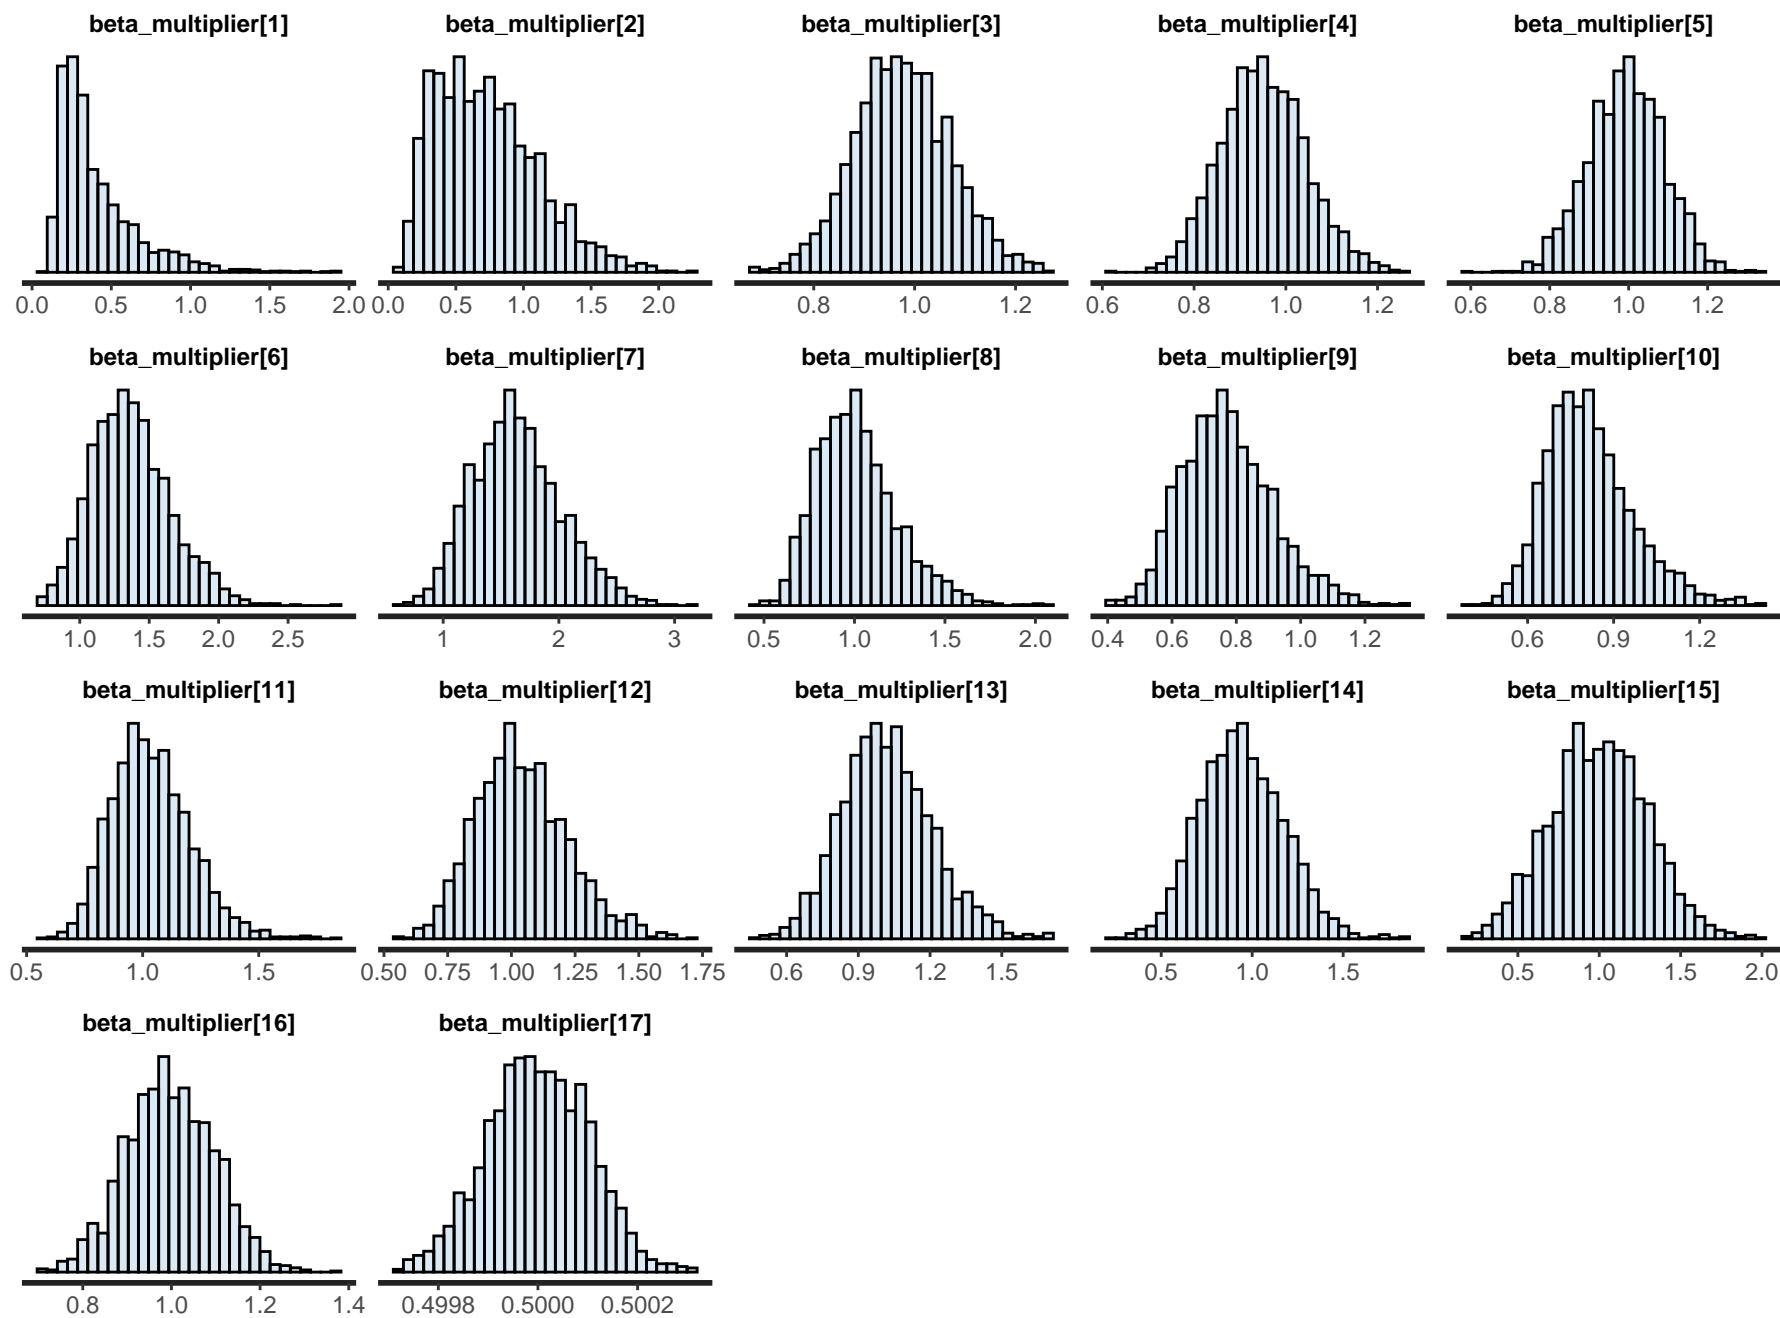 beta_multiplier[1] beta_multiplier[2] beta_multiplier[3] beta_multiplier[4] beta_multiplier[5]
0.0 0.5 1.0 1.5 2.0 0.0 0.5 1.0 1.5 2.0 0.8 1.0 1.2 0.6 0.8 1.0 1.2 0.6 0.8 1.0 1.2
beta_multiplier[6] beta_multiplier[7] beta_multiplier[8] beta_multiplier[9] beta_multiplier[10]
1.0 1.5 2.0 2.5 1 2 3 0.5 1.0 1.5 2.0 0.4 0.6 0.8 1.0 1.2 0.6 0.9 1.2
beta_multiplier[11] beta_multiplier[12] beta_multiplier[13] beta_multiplier[14] beta_multiplier[15]
0.5 1.0 1.5 0.50 0.75 1.00 1.25 1.50 1.75 0.6 0.9 1.2 1.5 0.5 1.0 1.5 0.5 1.0 1.5 2.0
beta_multiplier[16] beta_multiplier[17]
0.8 1.0 1.2 1.4 0.4998 0.5000 0.5002